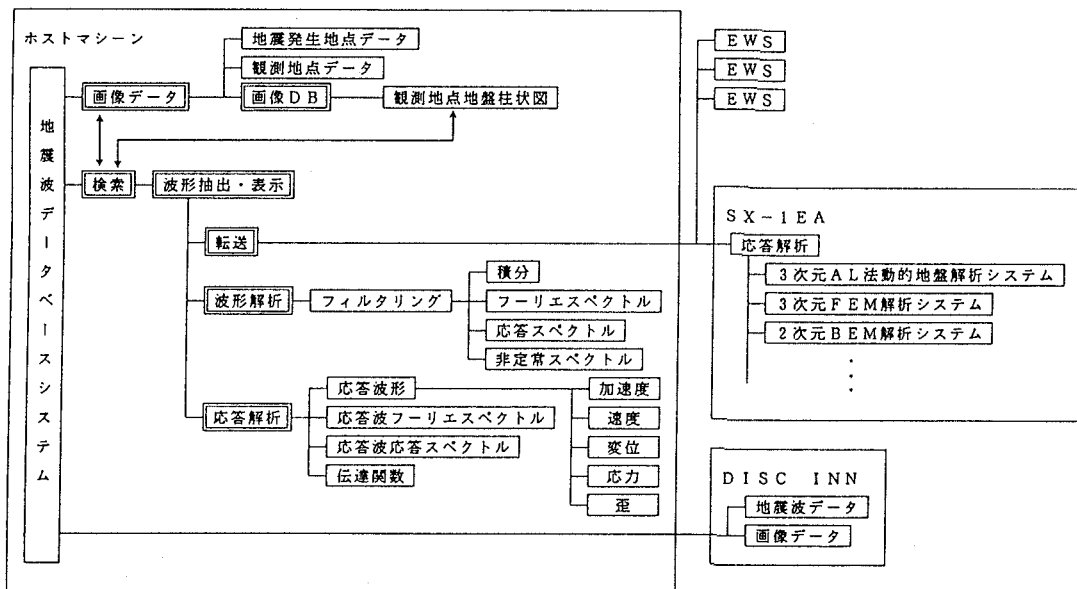 ホストマシーン
地震波データベースシステム
地震発生地点データ
観測地点データ
画像データ
画像DB
観測地点地盤柱状図
検索
波形抽出・表示
転送
波形解析
フィルタリング
積分
フーリエスペクトル
応答スペクトル
非定常スペクトル
応答解析
応答波形
応答波フーリエスペクトル
応答波応答スペクトル
伝達関数
加速度
速度
変位
応力
歪
EWS
EWS
EWS
SX-1EA
応答解析
3次元AL法動的地盤解析システム
3次元FEM解析システム
2次元BEM解析システム
DISC INN
地震波データ
画像データ